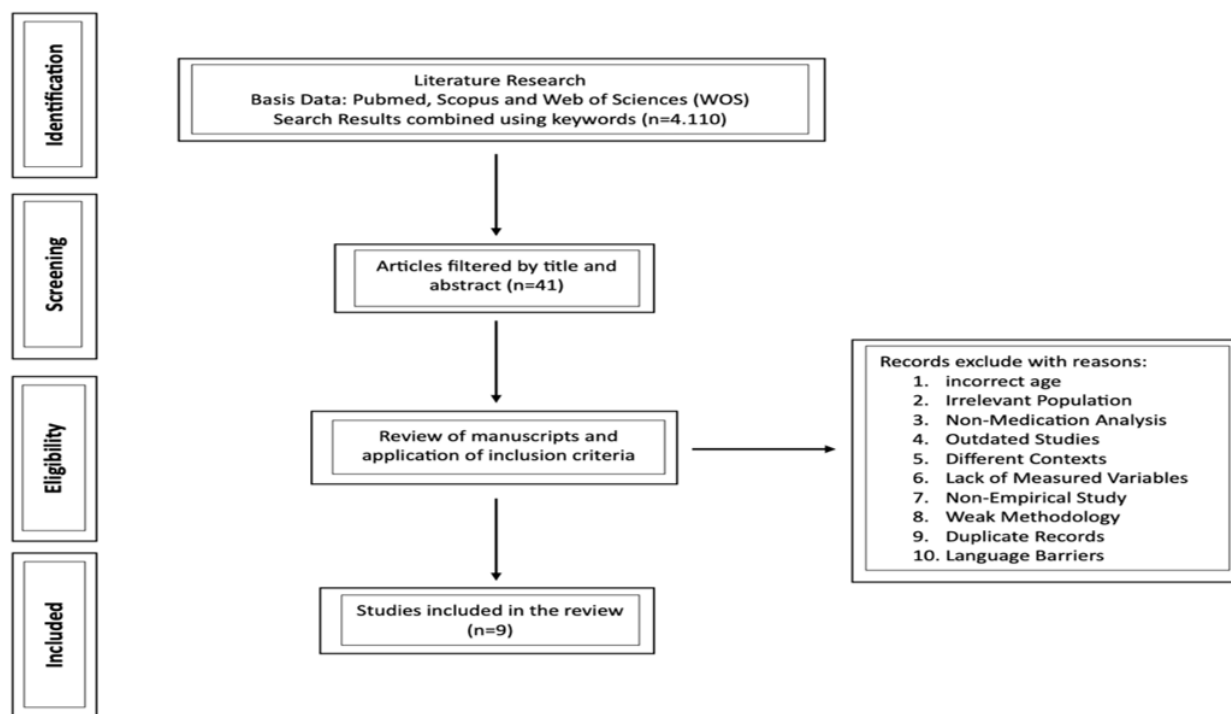 Identification
Literature Research
Basis Data: Pubmed, Scopus and Web of Sciences (WOS)
Search Results combined using keywords (n=4.110)
Screening
Articles filtered by title and
abstract (n=41)
Eligibility
Review of manuscripts and
application of inclusion criteria
Records exclude with reasons:
1. incorrect age
2. Irrelevant Population
3. Non-Medication Analysis
4. Outdated Studies
5. Different Contexts
6. Lack of Measured Variables
7. Non-Empirical Study
8. Weak Methodology
9. Duplicate Records
10. Language Barriers
Included
Studies included in the review
(n=9)